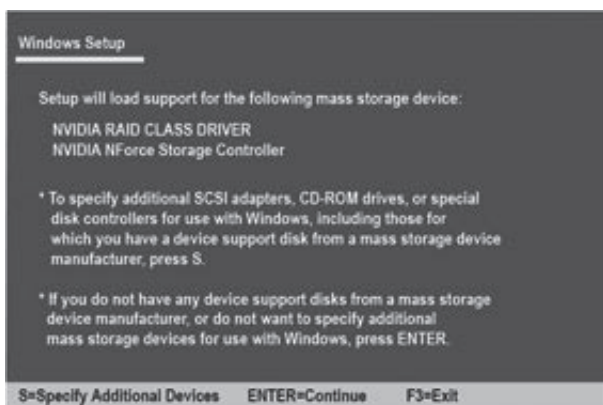 Windows Setup
Setup will load support for the following mass storage device:
NVIDIA RAID CLASS DRIVER
NVIDIA NForce Storage Controller
* To specify additional SCSI adapters, CD-ROM drives, or special
disk controllers for use with Windows, including those for
which you have a device support disk from a mass storage device
manufacturer, press S.
* If you do not have any device support disks from a mass storage
device manufacturer, or do not want to specify additional
mass storage devices for use with Windows, press ENTER.
S=Specify Additional Devices ENTER=Continue F3=Exit